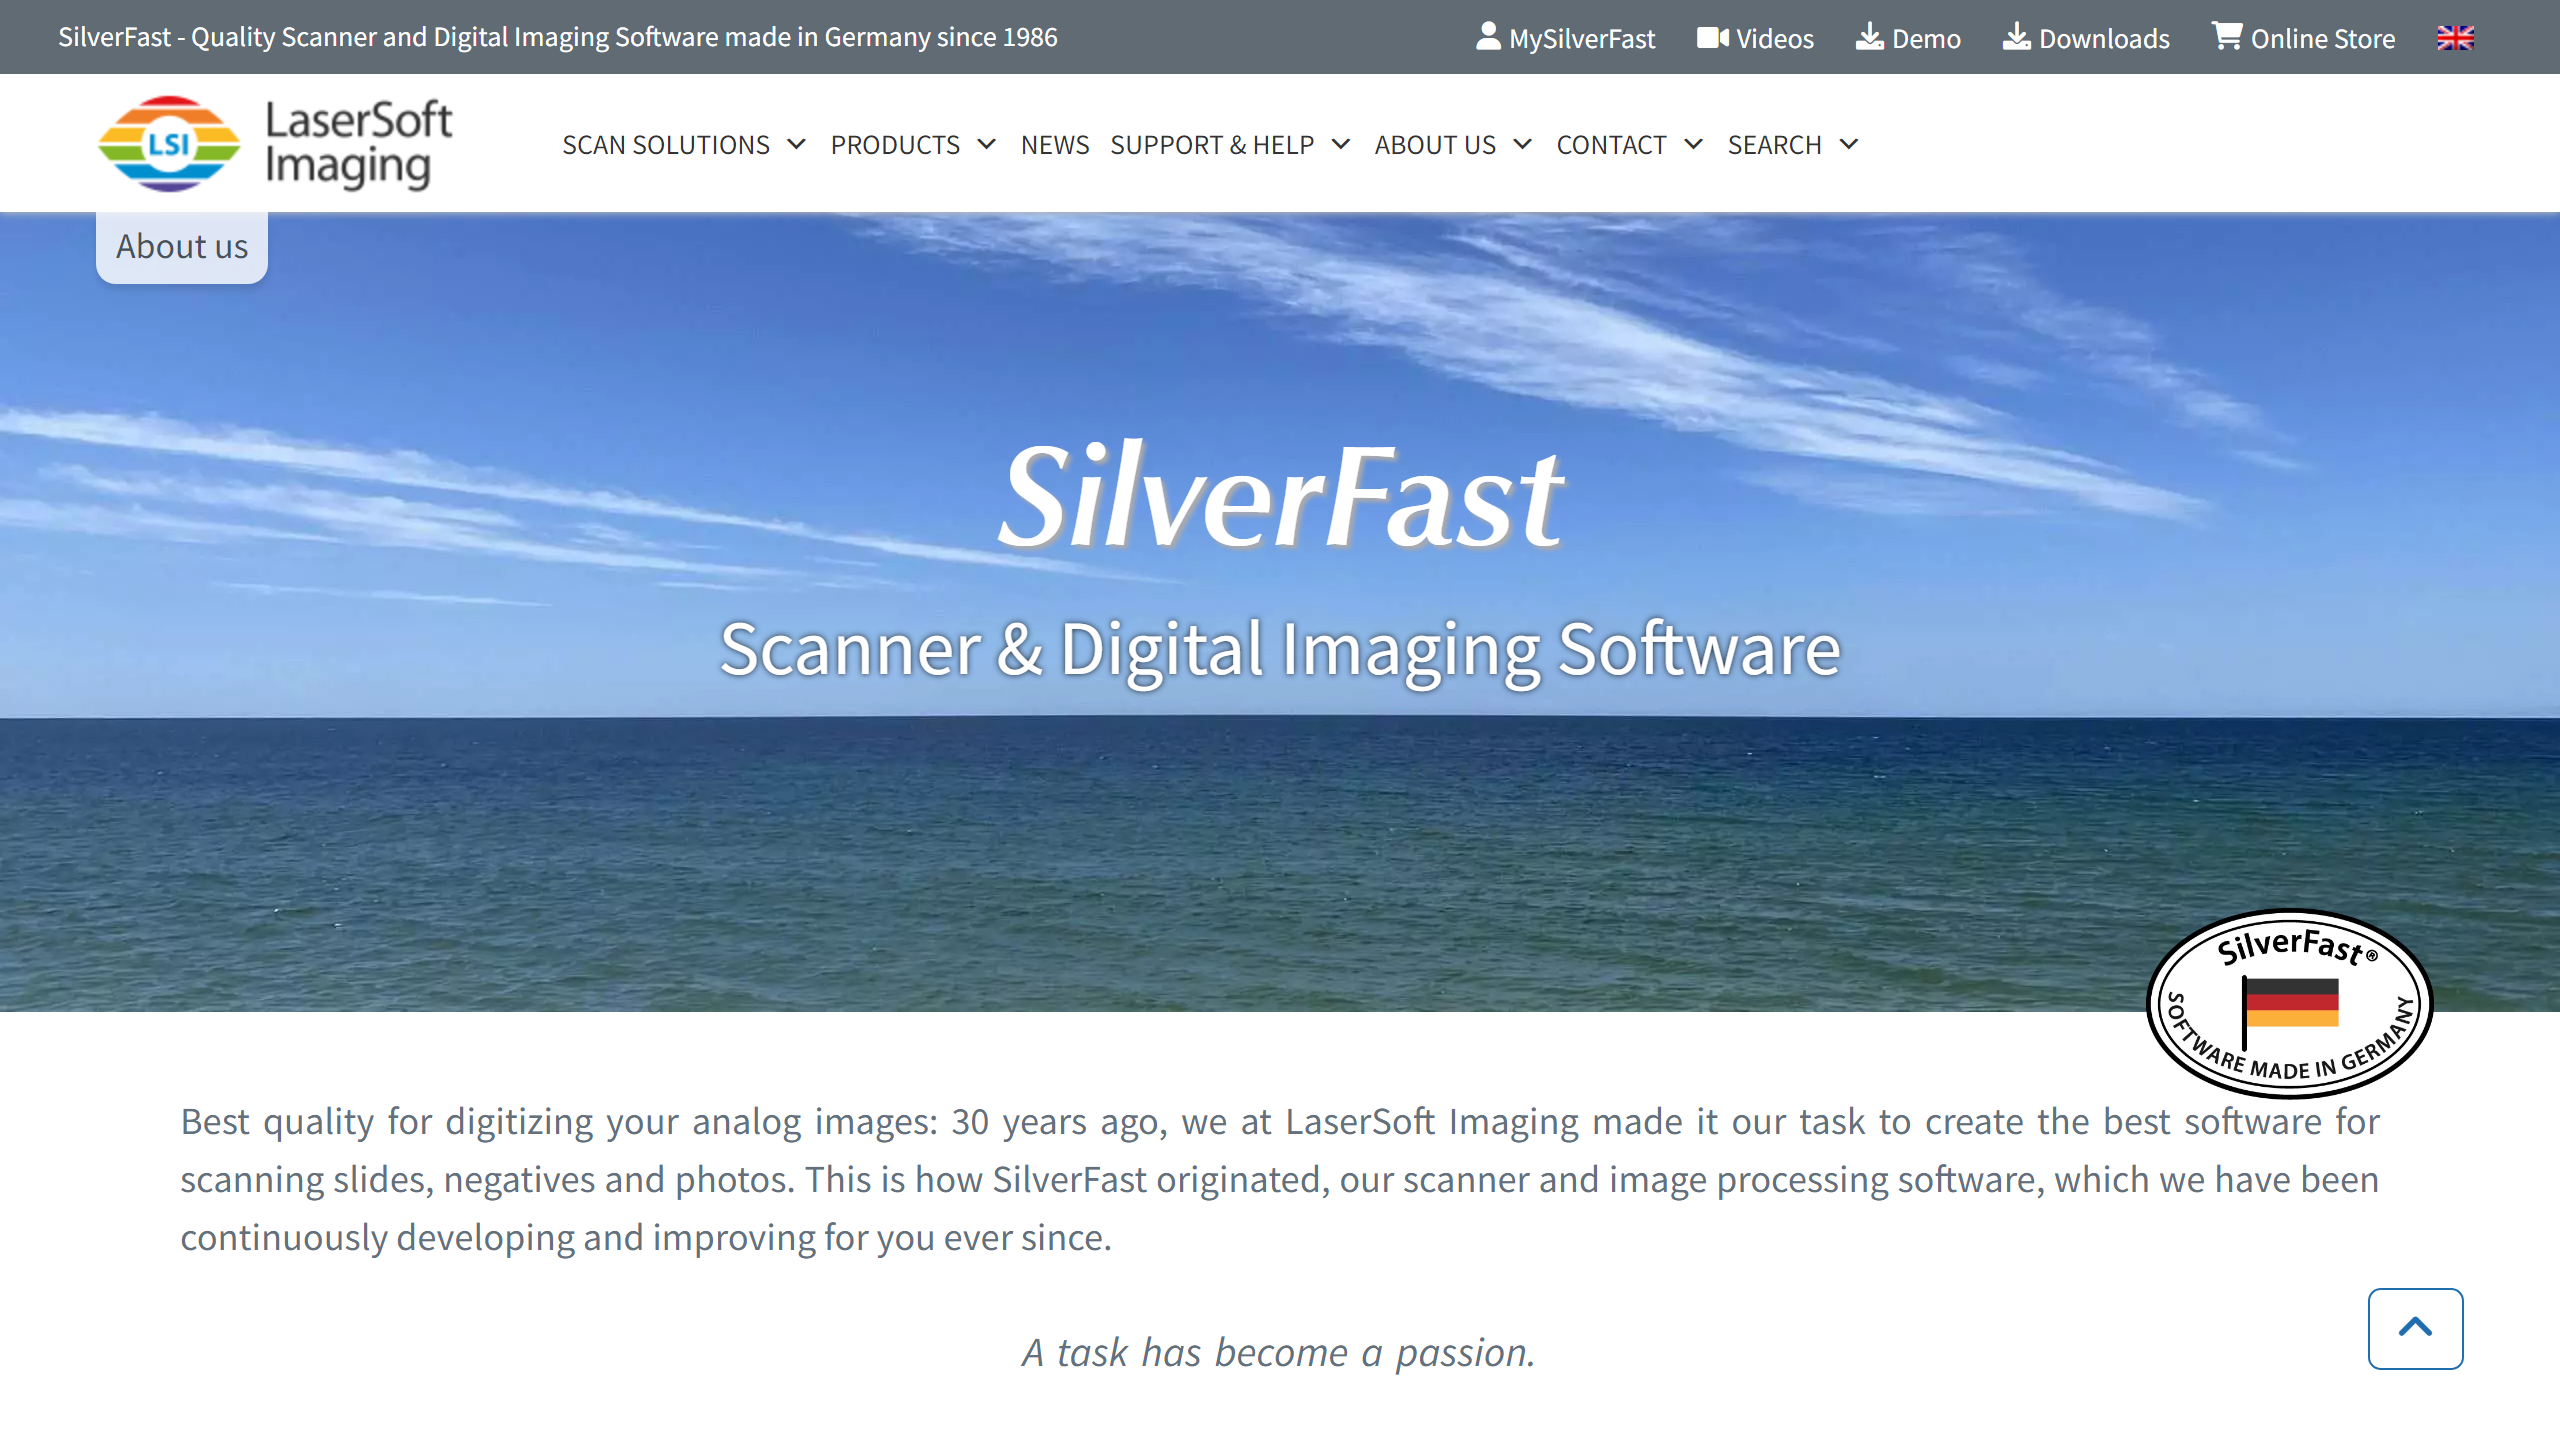 SilverFast - Quality Scanner and Digital Imaging Software made in Germany since 1986
MySilverFast Videos Demo Downloads Online Store
LSI
LaserSoft
Imaging
SCAN SOLUTIONS PRODUCTS NEWS SUPPORT & HELP ABOUT US CONTACT SEARCH
About us
SilverFast
Scanner & Digital Imaging Software
SilverFast®
SOFTWARE MADE IN GERMANY
Best quality for digitizing your analog images: 30 years ago, we at LaserSoft Imaging made it our task to create the best software for
scanning slides, negatives and photos. This is how SilverFast originated, our scanner and image processing software, which we have been
continuously developing and improving for you ever since.
A task has become a passion.